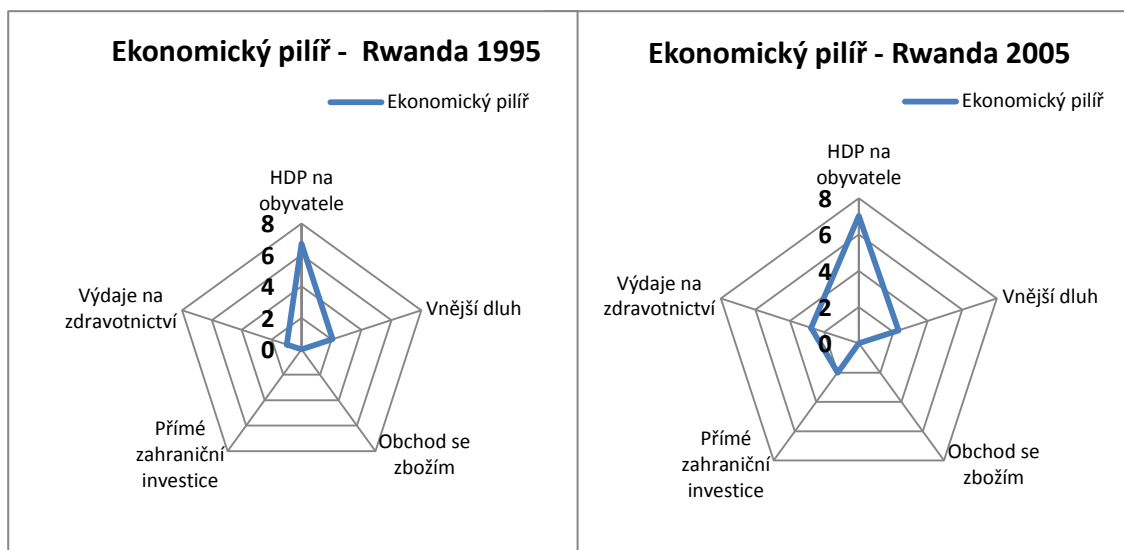 Ekonomický pilíř - Rwanda 1995
Ekonomický pilíř
HDP na
obyvatele
8
6
4
2
0
Vnější dluh
Obchod se
zbožím
Přímé
zahraniční
investice
Výdaje na
zdravotnictví
Ekonomický pilíř - Rwanda 2005
Ekonomický pilíř
HDP na
obyvatele
8
6
4
2
0
Vnější dluh
Obchod se
zbožím
Přímé
zahraniční
investice
Výdaje na
zdravotnictví